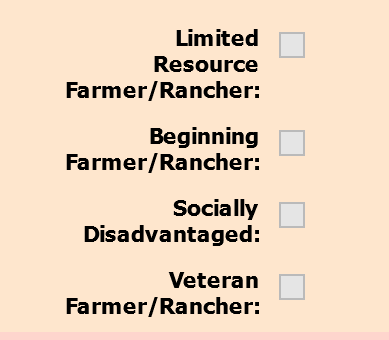 Limited
Resource
Farmer/Rancher:
Beginning
Farmer/Rancher:
Socially
Disadvantaged:
Veteran
Farmer/Rancher: